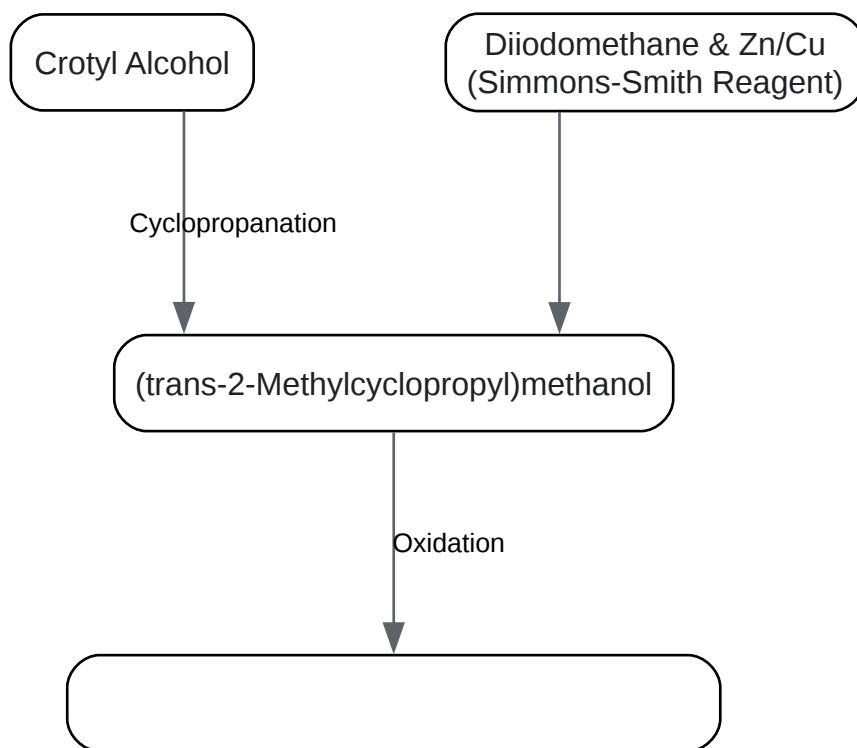 Crotyl Alcohol
Diiodomethane & Zn/Cu
(Simmons-Smith Reagent)
Cyclopropanation
(trans-2-Methylcyclopropyl)methanol
Oxidation